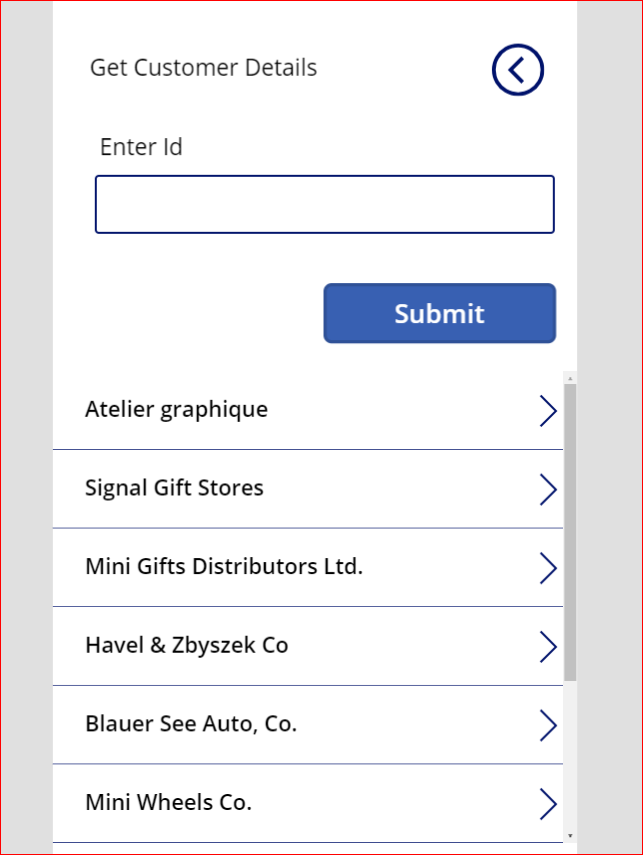 Get Customer Details
Enter Id
Submit
Atelier graphique
Signal Gift Stores
Mini Gifts Distributors Ltd.
Havel & Zbyszek Co
Blauer See Auto, Co.
Mini Wheels Co.